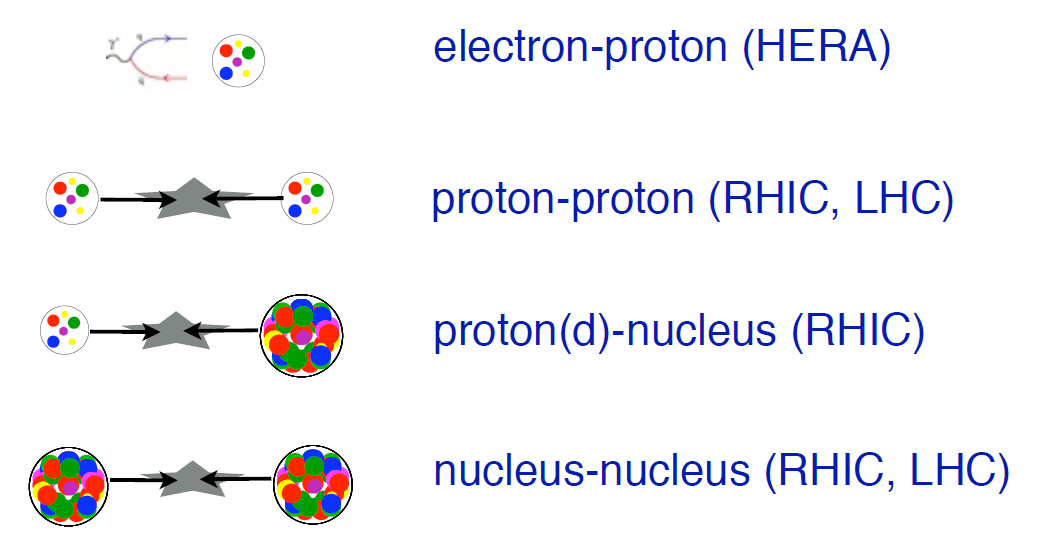 electron-proton (HERA)
proton-proton (RHIC, LHC)
proton(d)-nucleus (RHIC)
nucleus-nucleus (RHIC, LHC)